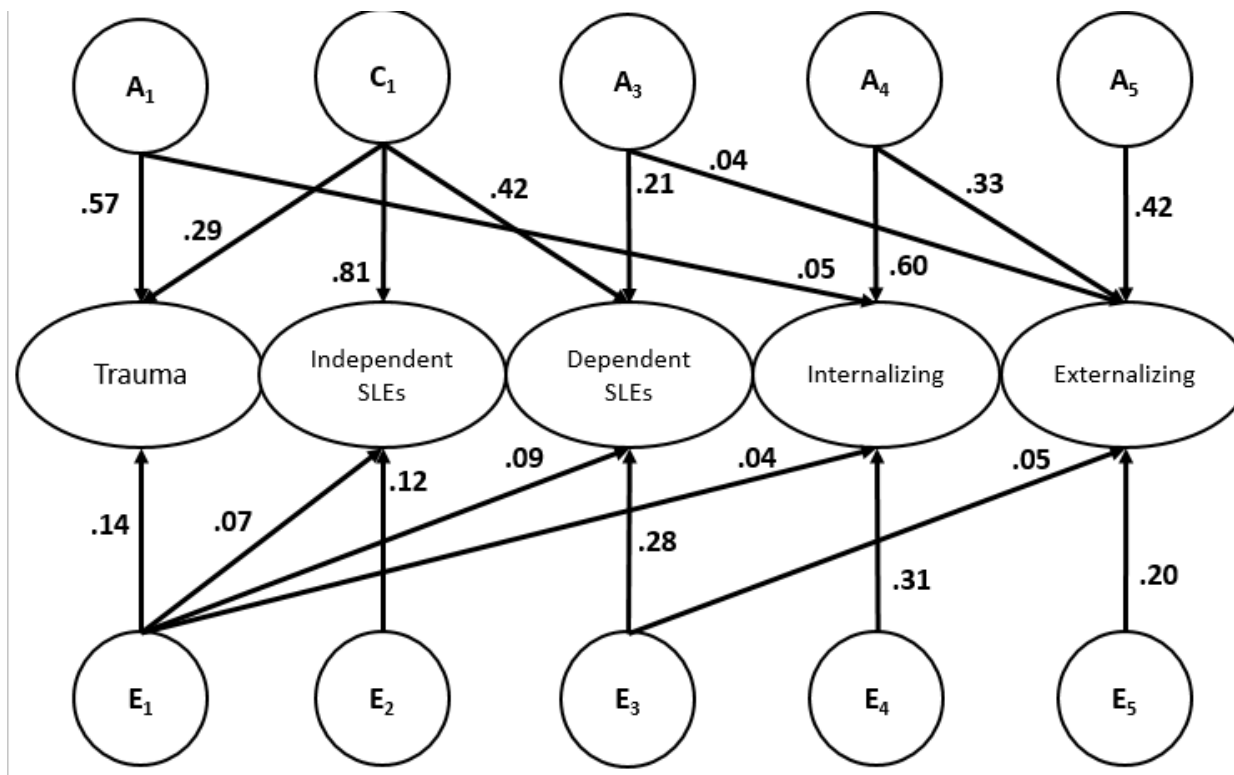 A1
C1
A3
A4
A5
.57
.29
.81
.42
.21
.04
.05
.60
.33
.42
Trauma
Independent
SLEs
Dependent
SLEs
Internalizing
Externalizing
.14
.07
.12
.09
.28
.04
.31
.05
.20
E1
E2
E3
E4
E5